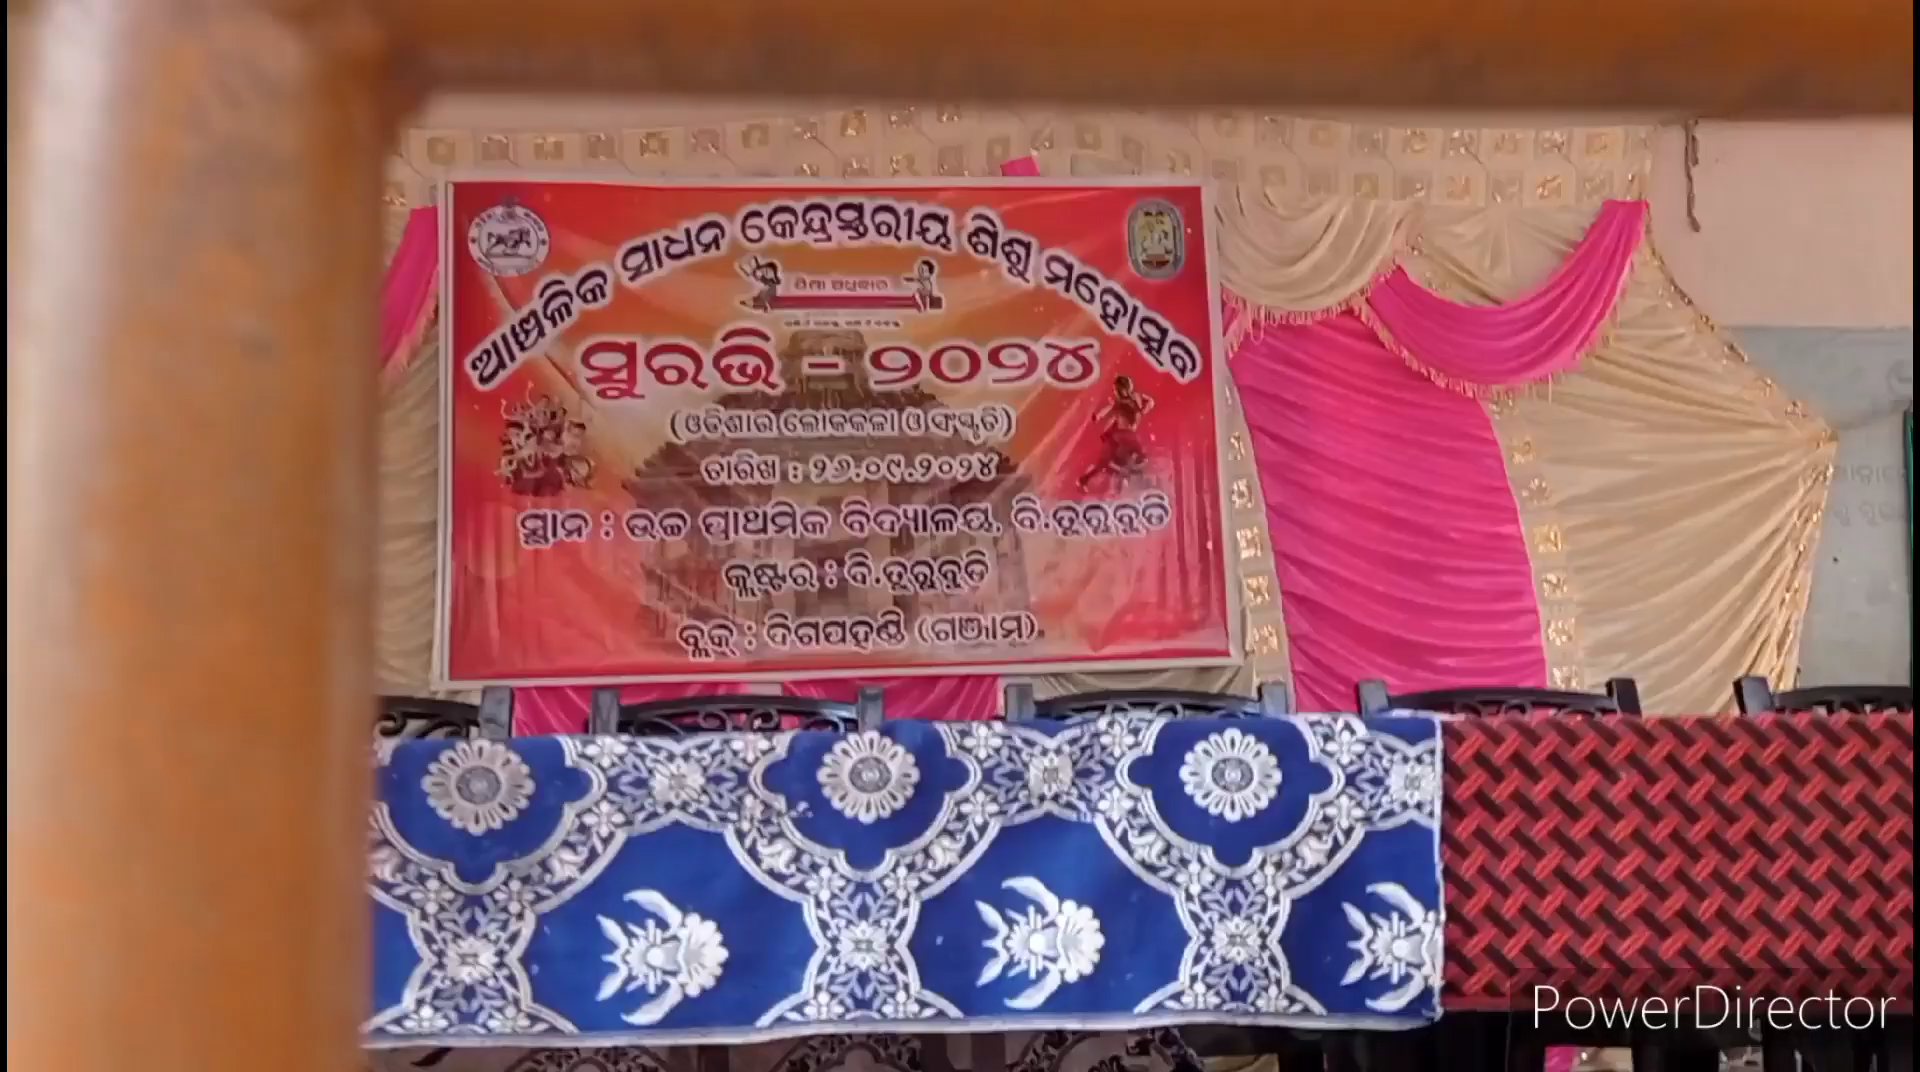 ଆଞ୍ଚଳିକ ସାଧନ କେନ୍ଦ୍ରସ୍ତରୀୟ ଶିଶୁ ମହୋତ୍ସବ
ସୁରଭି - ୨୦୨୪
(ଓଡିଶାର ଲୋକକଳା ଓ ସଂସ୍କୃତି)
ତାରିଖ : ୨୬.୦୯.୨୦୨୪
ସ୍ଥାନ : ଉଚ୍ଚ ପ୍ରାଥମିକ ବିଦ୍ୟାଳୟ, ବି.ତୁରୁବୁଡି
କ୍ଲଷ୍ଟର : ବି.ତୁରୁବୁଡି
ବ୍ଲକ୍ : ଦିଗପହଣ୍ଡି (ଗଞ୍ଜାମ)
PowerDirector